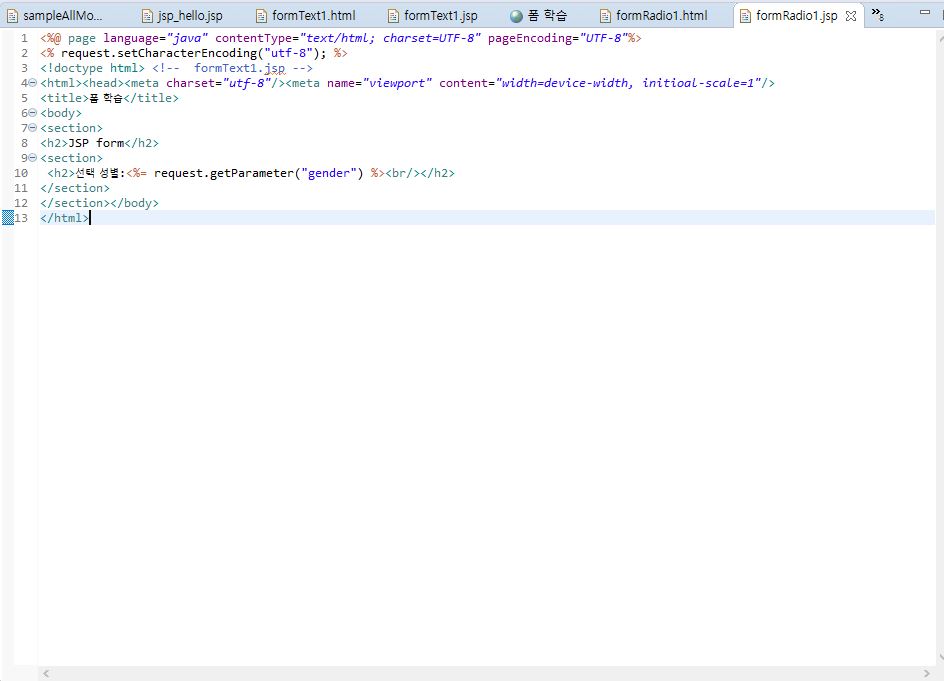 sampleAllMo... jsp_hello.jsp formText1.html formText1.jsp 폼 학습 formRadio1.html formRadio1.jsp »8
1 <%@ page language="java" contentType="text/html; charset=UTF-8" pageEncoding="UTF-8"%>
2 <% request.setCharacterEncoding("utf-8"); %>
3 <!doctype html> <!-- formText1.jsp -->
4 <html><head><meta charset="utf-8"/><meta name="viewport" content="width=device-width, initioal-scale=1"/>
5 <title>폼 학습</title>
6 <body>
7 <section>
8 <h2>JSP form</h2>
9 <section>
10 <h2>선택 성별:<%= request.getParameter("gender") %><br/></h2>
11 </section>
12 </section></body>
13 </html>